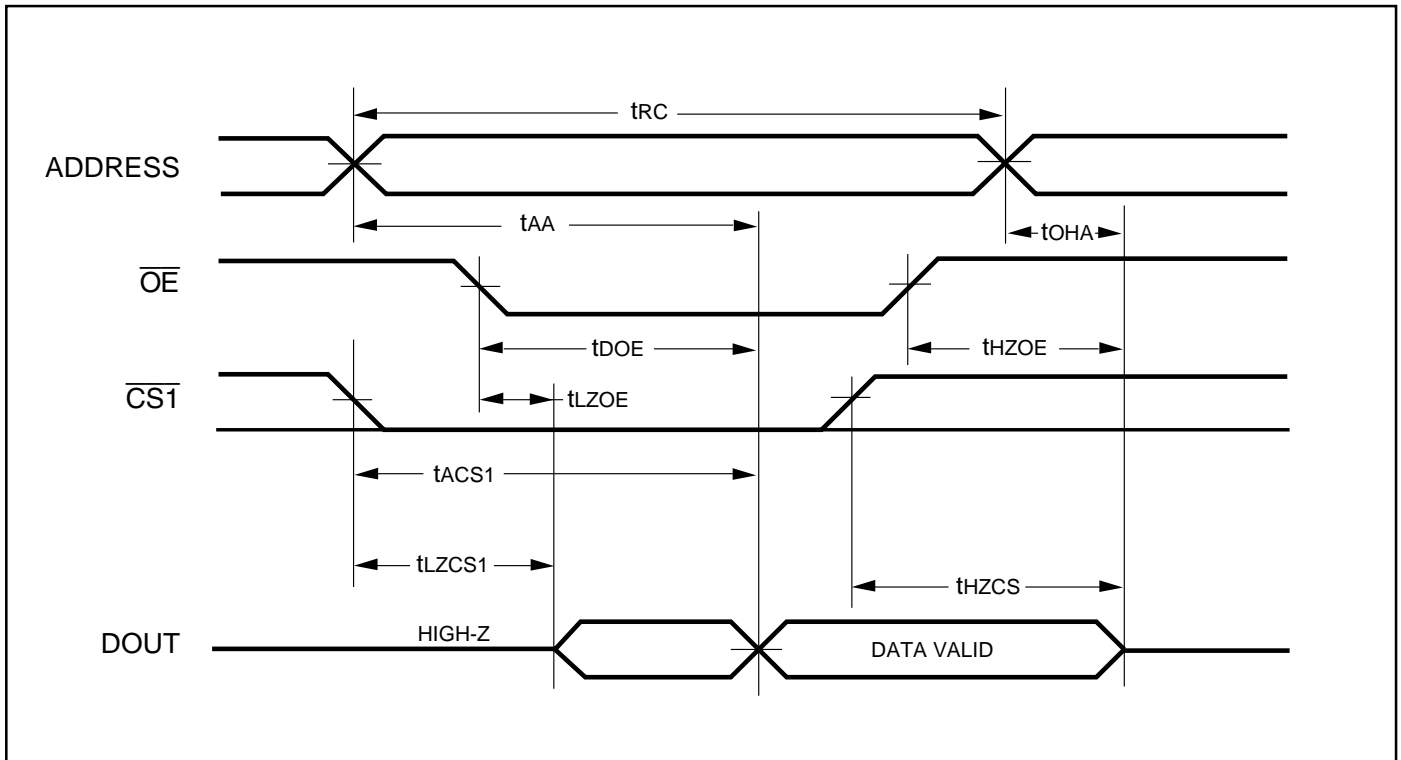 tRC
ADDRESS
tAA
tOHA
OE
tDOE
tHZOE
CS1
tLZOE
tACS1
tLZCS1
tHZCS
DOUT
HIGH-Z
DATA VALID